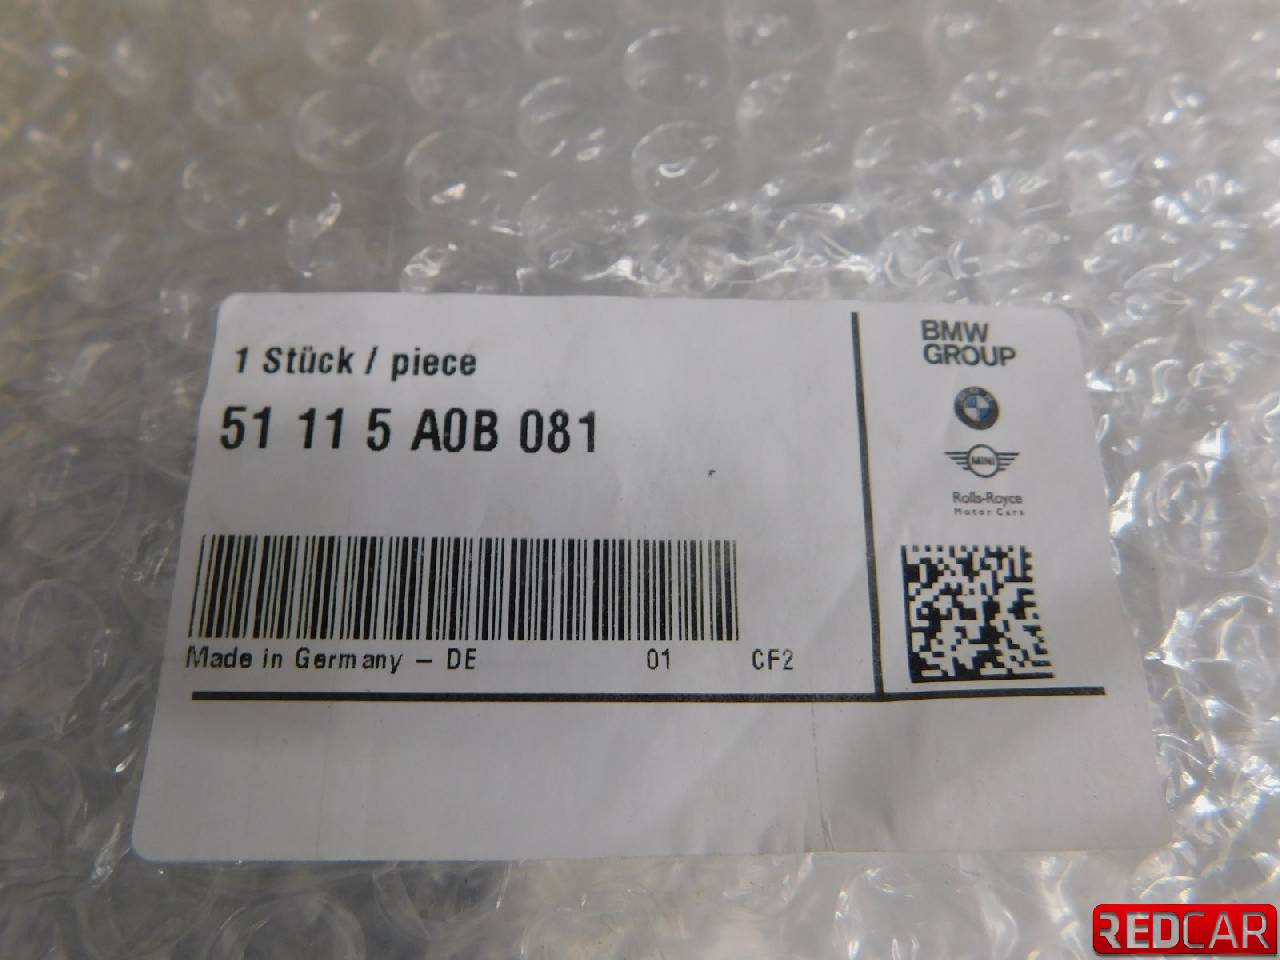 1 Stück / piece
51 11 5 A0B 081
Made in Germany – DE 01 CF2
BMW
GROUP
MINI
Rolls-Royce
Motor Cars
REDCAR